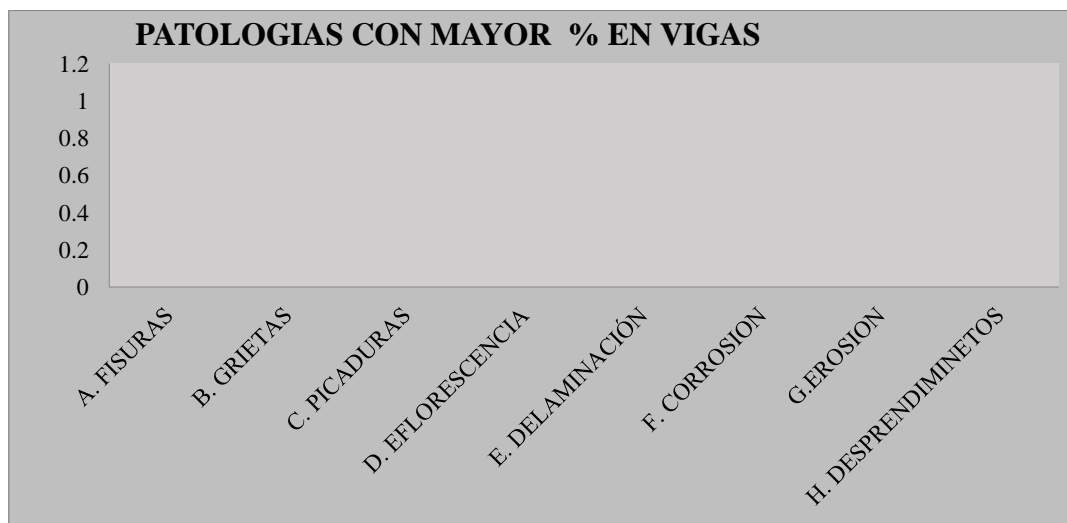 PATOLOGIAS CON MAYOR % EN VIGAS
1.2
1
0.8
0.6
0.4
0.2
0
A. FISURAS
B. GRIETAS
C. PICADURAS
D. EFLORESCENCIA
E. DELAMINACIÓN
F. CORROSION
G.EROSION
H. DESPRENDIMINETOS